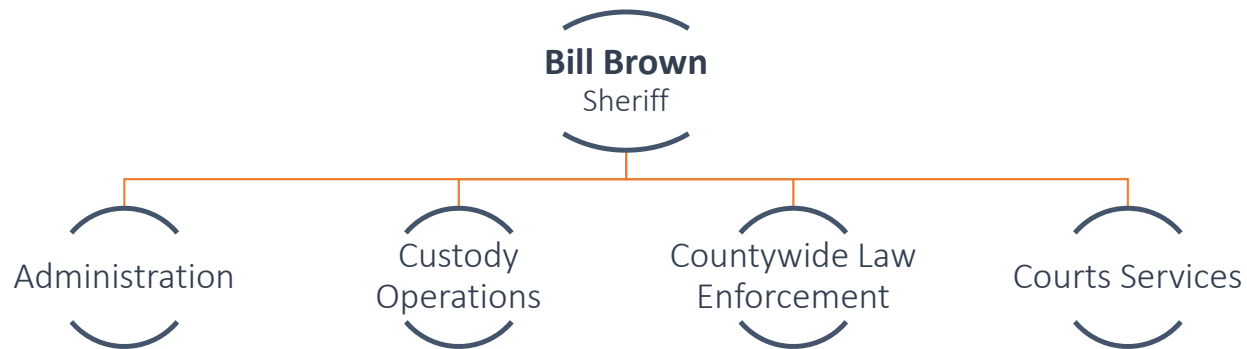 Bill Brown
Sheriff
Administration
Custody
Operations
Countywide Law
Enforcement
Courts Services